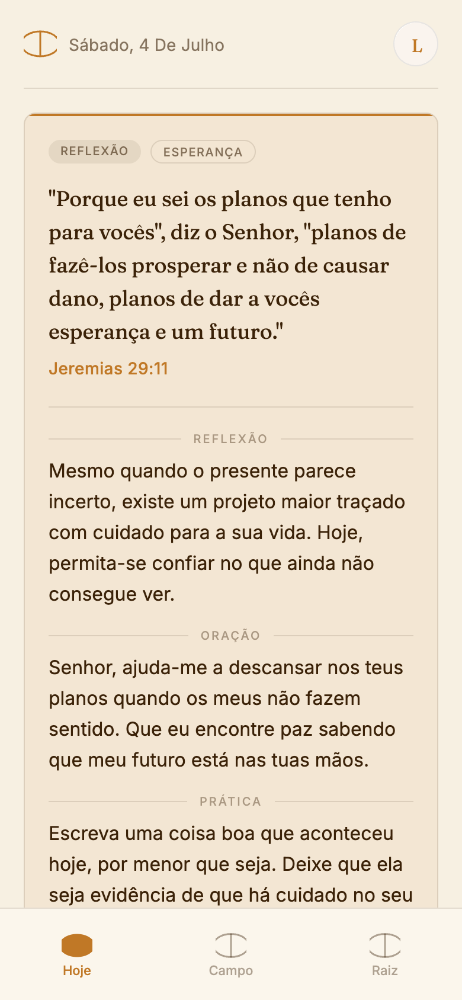 Sábado, 4 De Julho
L
REFLEXÃO
ESPERANÇA
"Porque eu sei os planos que tenho
para vocês", diz o Senhor, "planos de
fazê-los prosperar e não de causar
dano, planos de dar a vocês
esperança e um futuro."
Jeremias 29:11
REFLEXÃO
Mesmo quando o presente parece
incerto, existe um projeto maior traçado
com cuidado para a sua vida. Hoje,
permita-se confiar no que ainda não
consegue ver.
ORAÇÃO
Senhor, ajuda-me a descansar nos teus
planos quando os meus não fazem
sentido. Que eu encontre paz sabendo
que meu futuro está nas tuas mãos.
PRÁTICA
Escreva uma coisa boa que aconteceu
hoje, por menor que seja. Deixe que ela
seja evidência de que há cuidado no seu
Hoje
Campo
Raiz